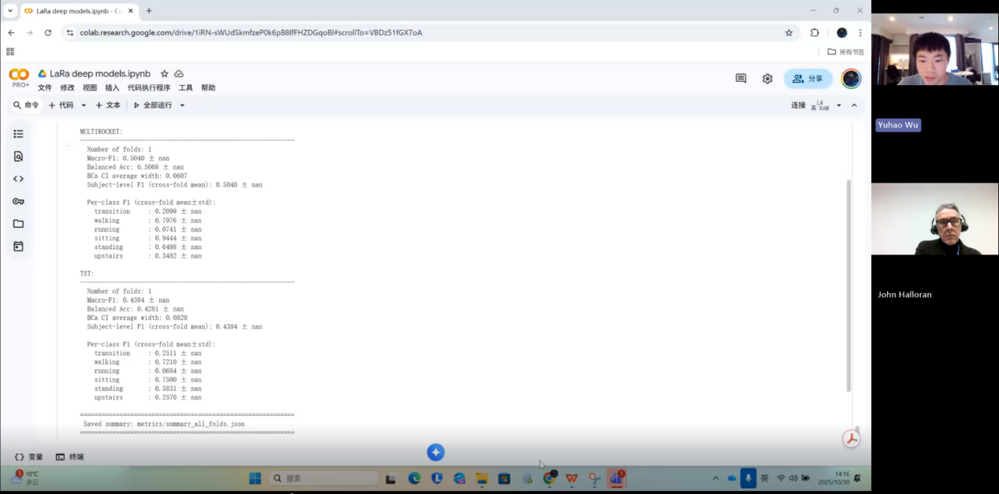 LaRa deep models.ipynb - Co
colab.research.google.com/drive/1iRN-sWUdSkmfzeP0k6pB8IfFHZDGqoBl#scrollTo=VBDz51fGX7oA
所有书签
LaRa deep models.ipynb
PRO+
文件 修改 视图 插入 代码执行程序 工具 帮助
分享
命令 + 代码 + 文本 全部运行
连接 L4 高 RAM
MULTIROCKET:
Number of folds: 1
Macro-F1: 0.5040 ± nan
Balanced Acc: 0.5068 ± nan
BCa CI average width: 0.0607
Subject-level F1 (cross-fold mean): 0.5040 ± nan
Per-class F1 (cross-fold mean±std):
transition : 0.2099 ± nan
walking : 0.7976 ± nan
running : 0.0741 ± nan
sitting : 0.9444 ± nan
standing : 0.6498 ± nan
upstairs : 0.3482 ± nan
TST:
Number of folds: 1
Macro-F1: 0.4384 ± nan
Balanced Acc: 0.4281 ± nan
BCa CI average width: 0.0829
Subject-level F1 (cross-fold mean): 0.4384 ± nan
Per-class F1 (cross-fold mean±std):
transition : 0.2511 ± nan
walking : 0.7210 ± nan
running : 0.0684 ± nan
sitting : 0.7500 ± nan
standing : 0.5831 ± nan
upstairs : 0.2570 ± nan
Saved summary: metrics/summary_all_folds.json
变量 终端
5 10°C
多云
搜索
1
英
14:16
2025/10/30
Yuhao Wu
John Halloran